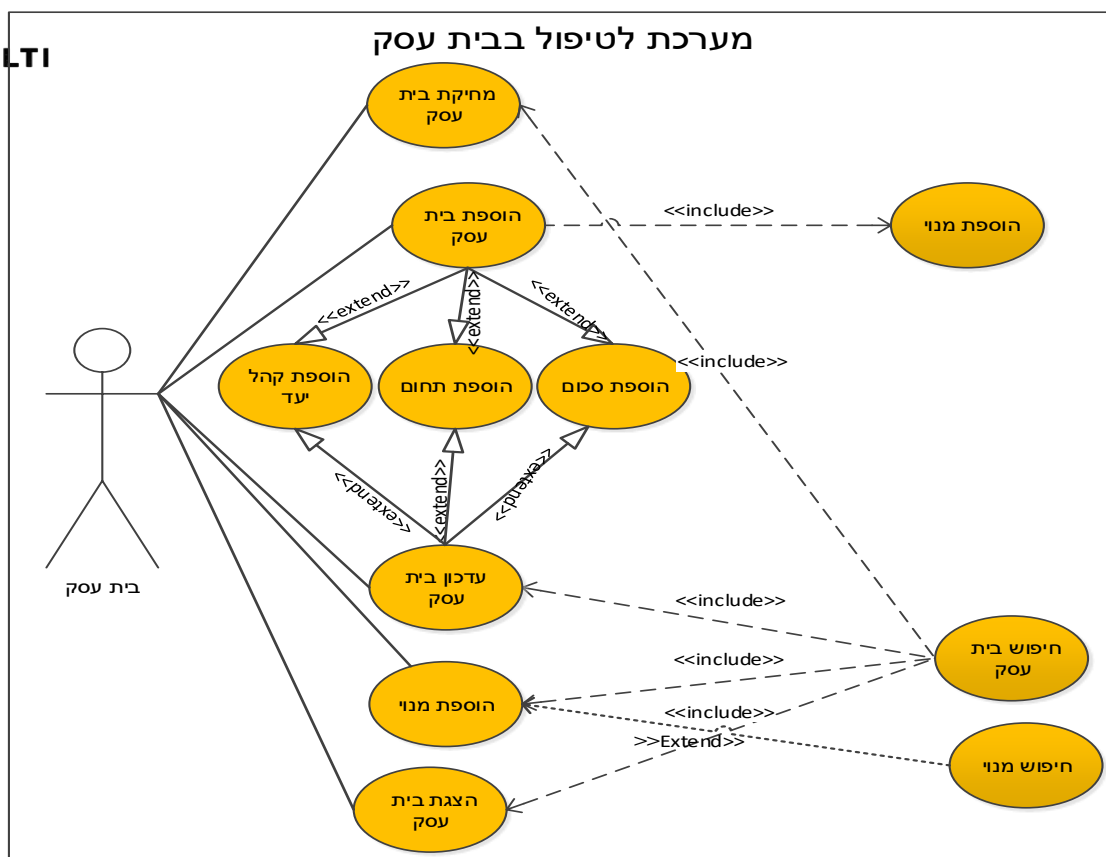 מערכת לטיפול בבית עסק
LTI
מחיקת בית
עסק
הוספת בית
עסק
<<include>>
הוספת מנוי
<<extend>>
<<extend>>
<<extend>>
<<include>>
הוספת קהל
יעד
הוספת תחום
הוספת סכום
<<extend>>
<<extend>>
<<extend>>
בית עסק
עדכון בית
עסק
<<include>>
חיפוש בית
עסק
<<include>>
הוספת מנוי
<<include>>
>>Extend>>
חיפוש מנוי
הצגת בית
עסק